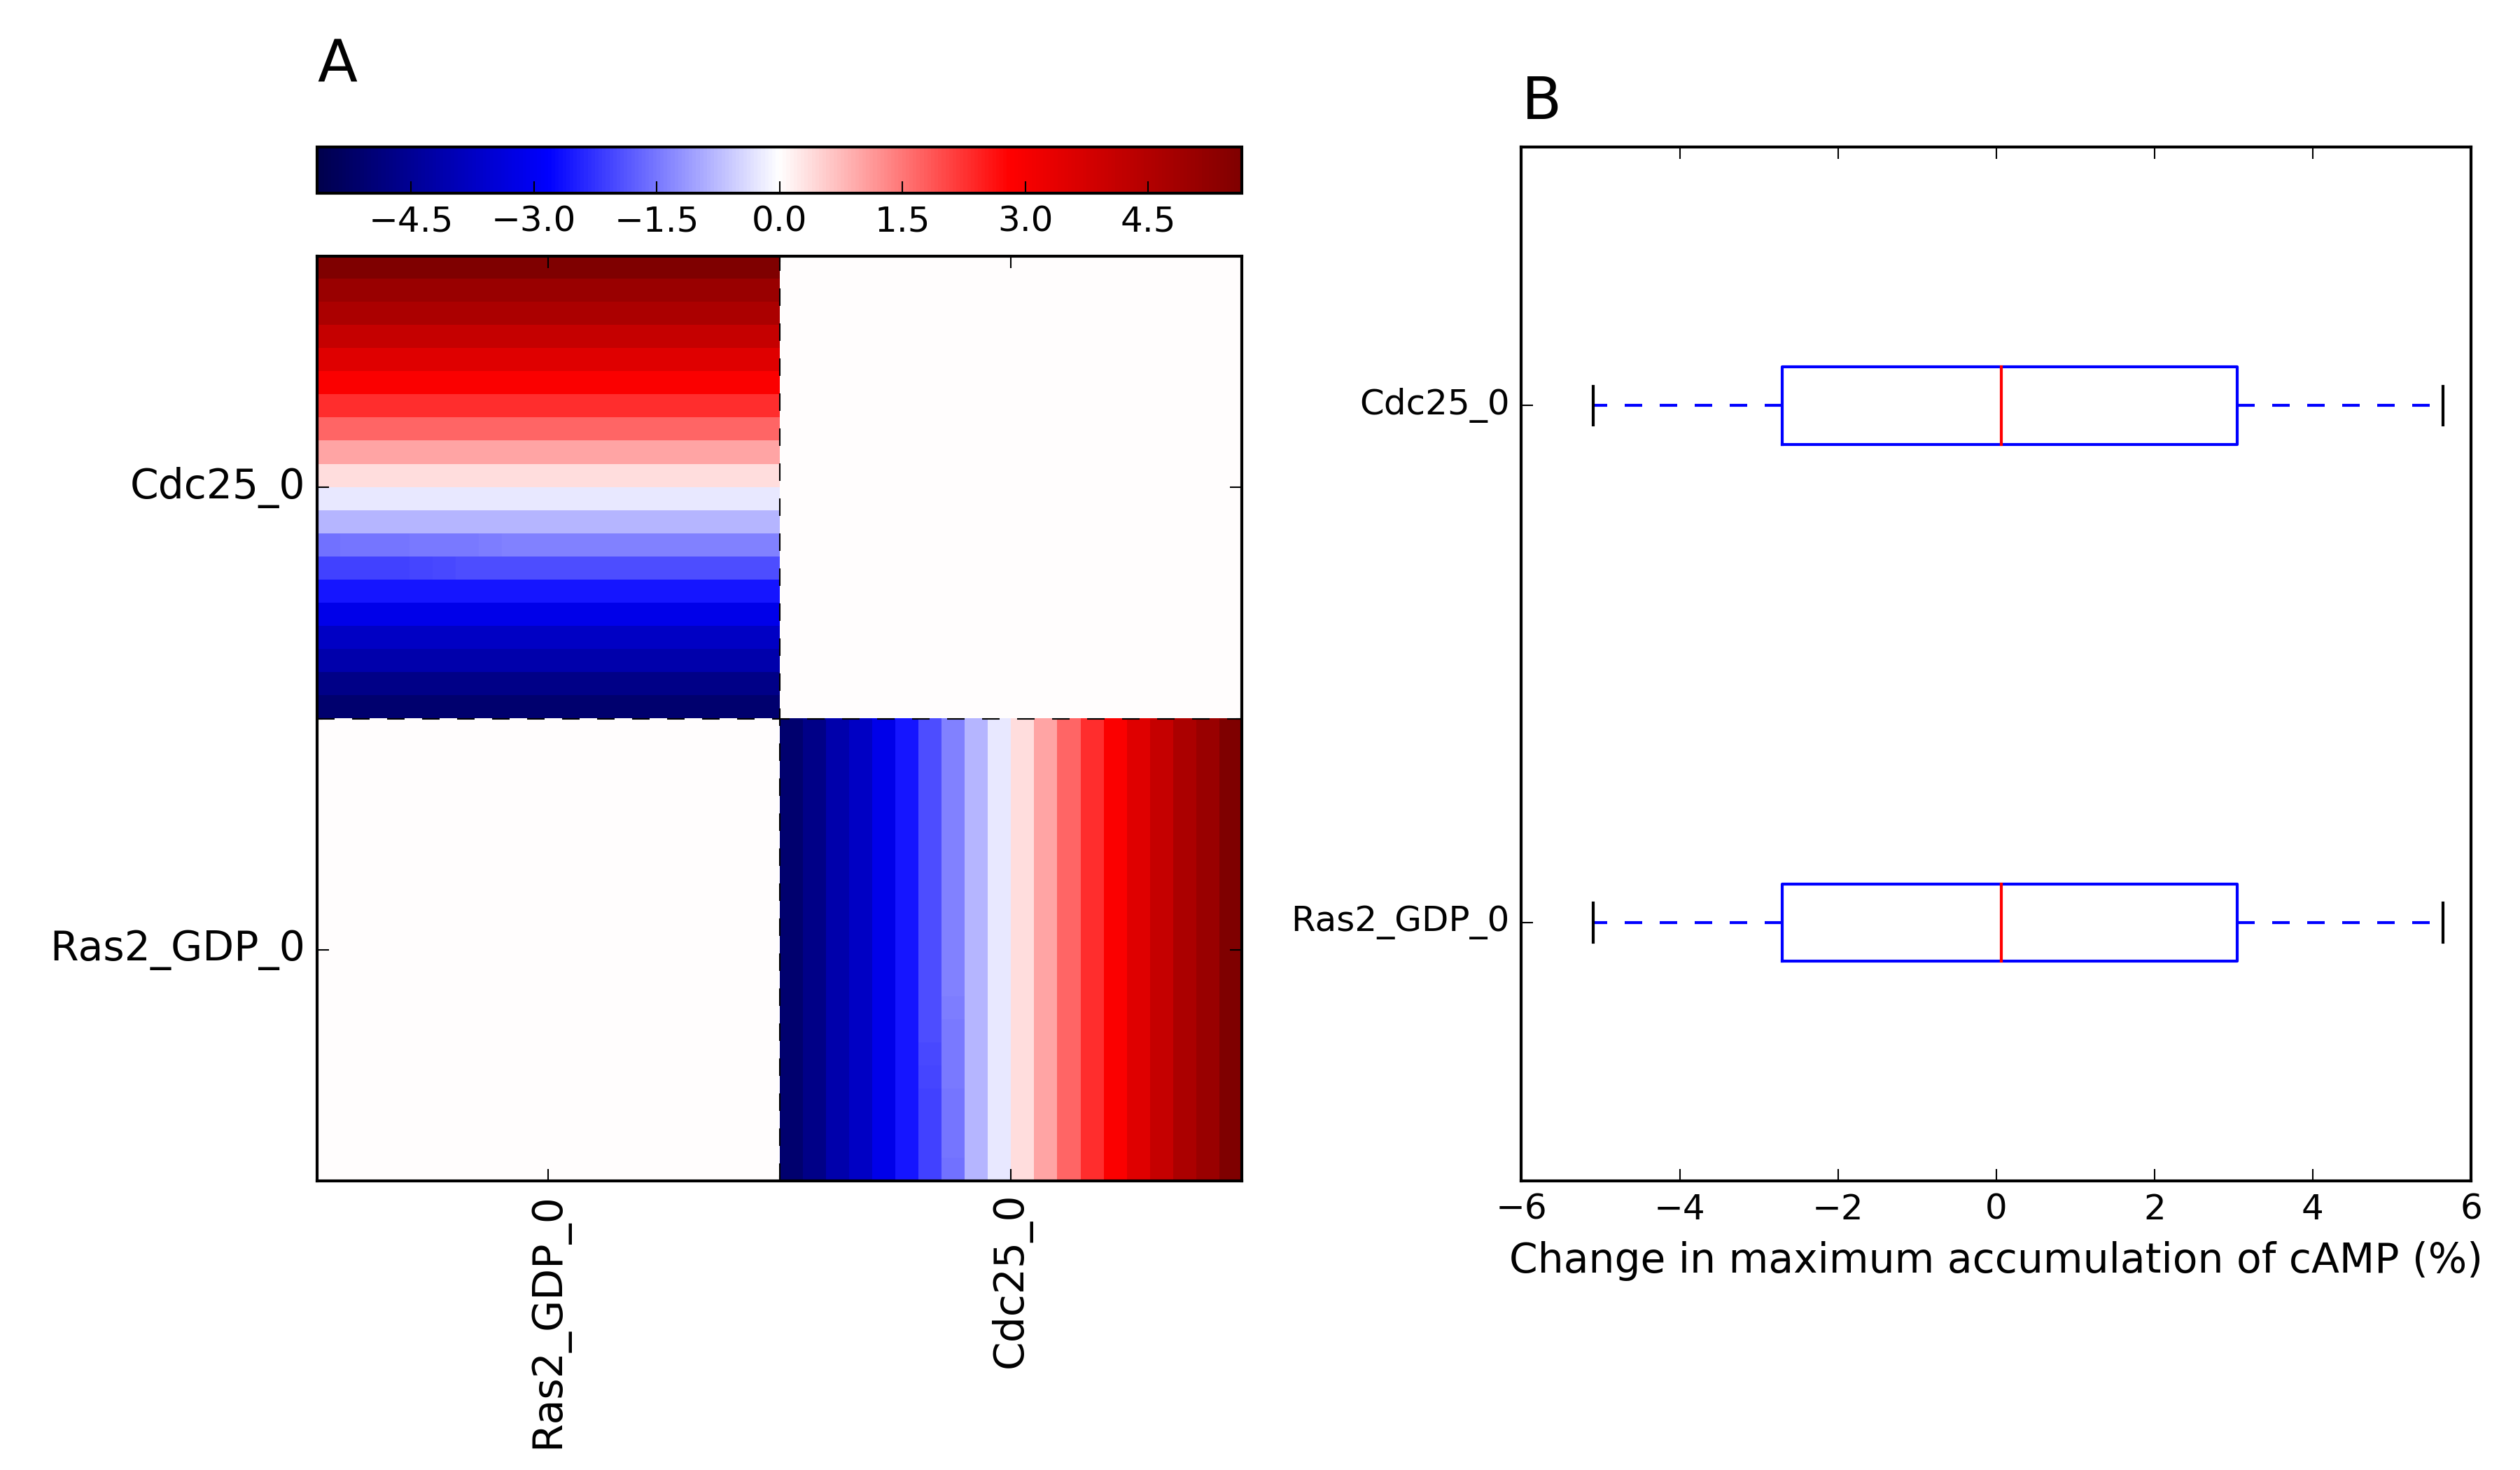 A
−4.5 −3.0 −1.5 0.0 1.5 3.0 4.5
Cdc25_0
Ras2_GDP_0
Ras2_GDP_0
Cdc25_0
B
Cdc25_0
Ras2_GDP_0
−6 −4 −2 0 2 4 6
Change in maximum accumulation of cAMP (%)